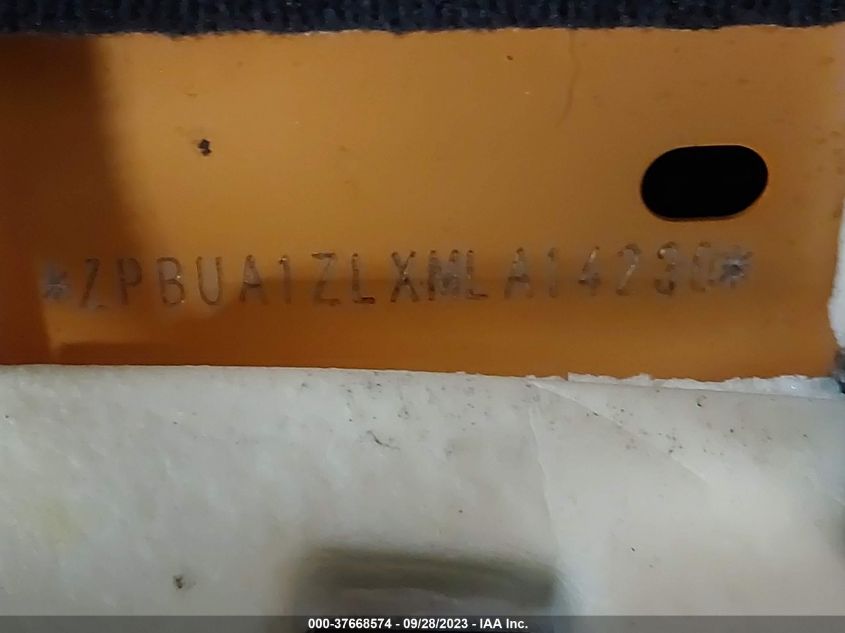 *ZPBUA1ZLXMLA14230*
000-37668574 / 09/28/2023 - IAA Inc.